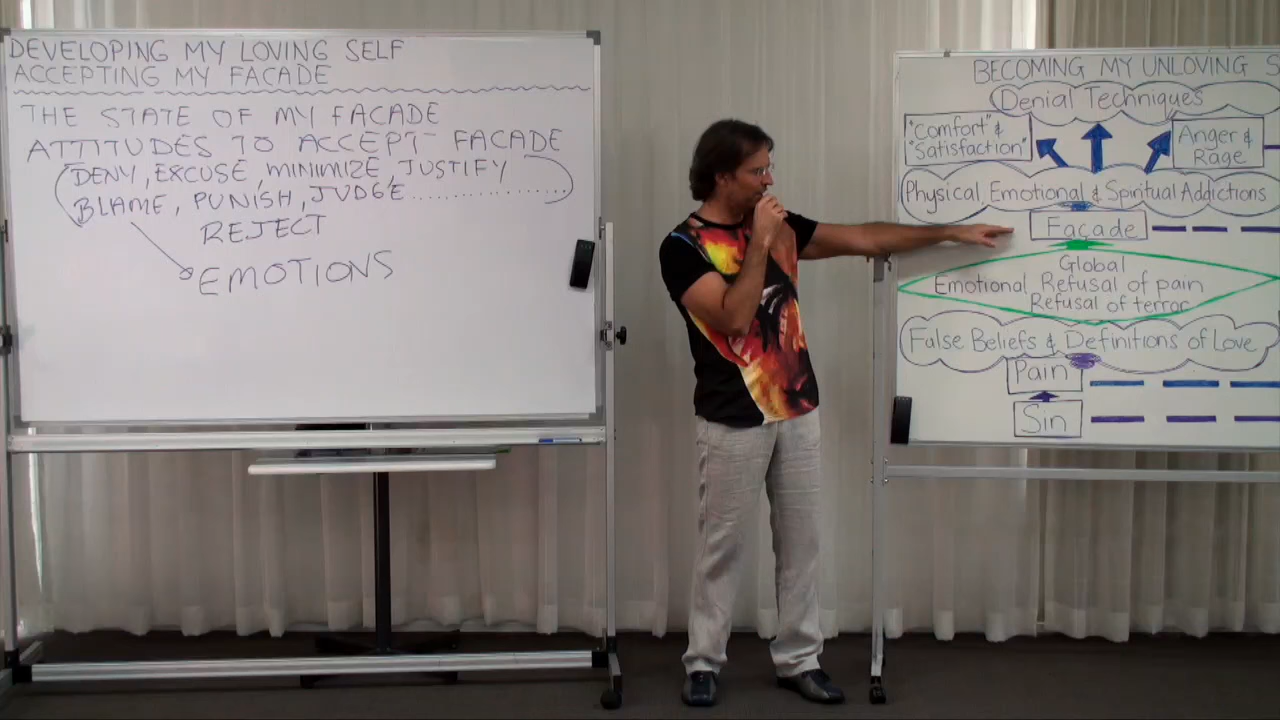 DEVELOPING MY LOVING SELF
ACCEPTING MY FACADE
THE STATE OF MY FACADE
ATTITUDES TO ACCEPT FACADE
(DENY, EXCUSE, MINIMIZE, JUSTIFY
BLAME, PUNISH, JUDGE..............)
REJECT
EMOTIONS
BECOMING MY UNLOVING S
Denial Techniques
"Comfort" &
"Satisfaction"
Anger &
Rage
Physical, Emotional & Spiritual Addictions
Façade
Global
Emotional Refusal of pain
Refusal of terror
False Beliefs & Definitions of Love
Pain
Sin